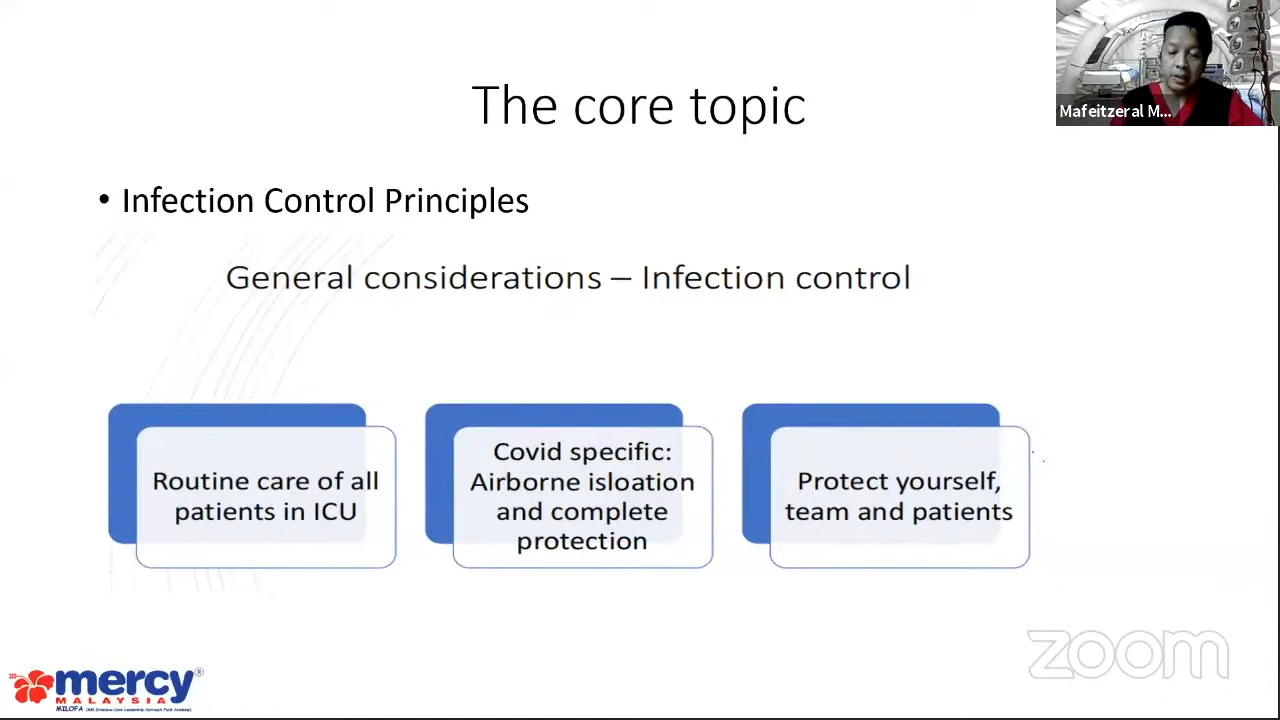 The core topic
Mafeitzeral M...
• Infection Control Principles
General considerations – Infection control
Routine care of all
patients in ICU
Covid specific:
Airborne isloation
and complete
protection
Protect yourself,
team and patients
zoom
mercy®
MALAYSIA